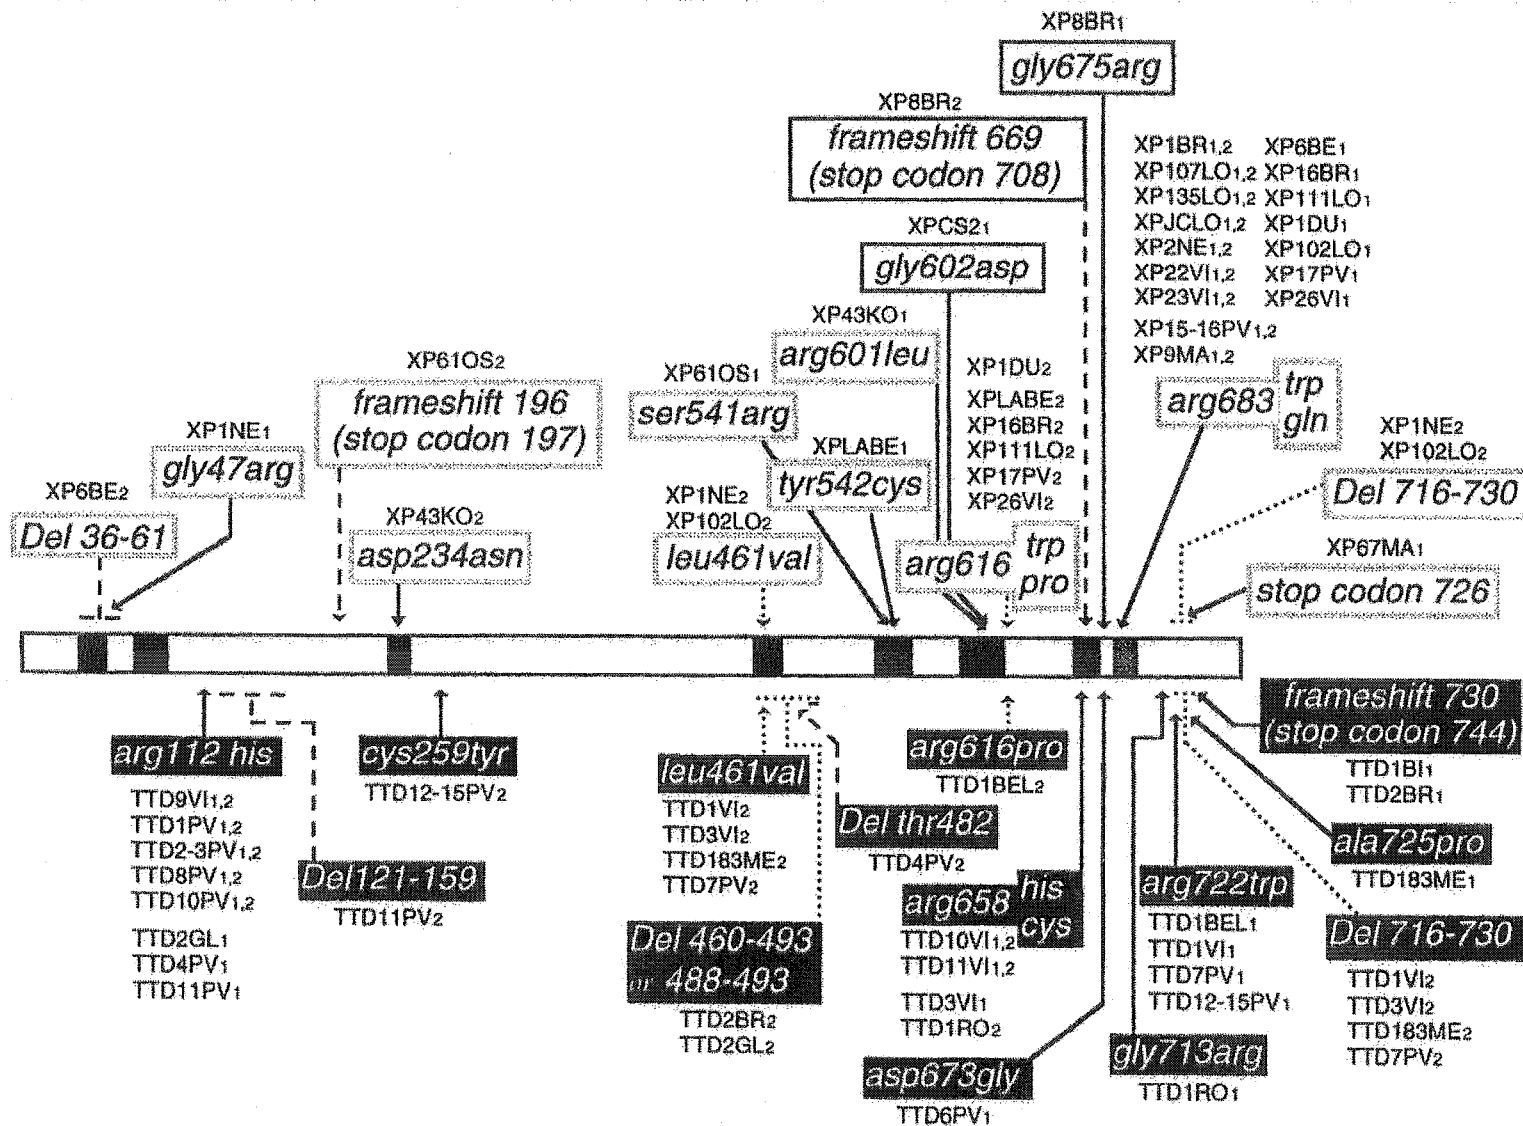 XP8BR1
gly675arg
XP8BR2
frameshift 669
(stop codon 708)
XP1BR1,2 XP6BE1
XP107LO1,2 XP16BR1
XP135LO1,2 XP111LO1
XPJCLO1,2 XP1DU1
XP2NE1,2 XP102LO1
XP22VI1,2 XP17PV1
XP23VI1,2 XP26VI1
XP15-16PV1,2
XP9MA1,2
arg683 trp
gln
XPCS21
gly602asp
XP43KO1
arg601leu
XP1DU2
XPLABE2
XP16BR2
XP111LO2
XP17PV2
XP26VI2
arg616 trp
pro
XP61OS1
ser541arg
XPLABE1
tyr542cys
XP1NE2
XP102LO2
leu461val
XP61OS2
frameshift 196
(stop codon 197)
XP43KO2
asp234asn
XP1NE1
gly47arg
XP6BE2
Del 36-61
XP1NE2
XP102LO2
Del 716-730
XP67MA1
stop codon 726
arg112 his
TTD9VI1,2
TTD1PV1,2
TTD2-3PV1,2
TTD8PV1,2
TTD10PV1,2
TTD2GL1
TTD4PV1
TTD11PV1
Del121-159
TTD11PV2
cys259tyr
TTD12-15PV2
leu461val
TTD1VI2
TTD3VI2
TTD183ME2
TTD7PV2
Del 460-493
or 488-493
TTD2BR2
TTD2GL2
Del thr482
TTD4PV2
arg616pro
TTD1BEL2
arg658 his
cys
TTD10VI1,2
TTD11VI1,2
TTD3VI1
TTD1RO2
asp673gly
TTD6PV1
gly713arg
TTD1RO1
arg722trp
TTD1BEL1
TTD1VI1
TTD7PV1
TTD12-15PV1
frameshift 730
(stop codon 744)
TTD1BI1
TTD2BR1
ala725pro
TTD183ME1
Del 716-730
TTD1VI2
TTD3VI2
TTD183ME2
TTD7PV2